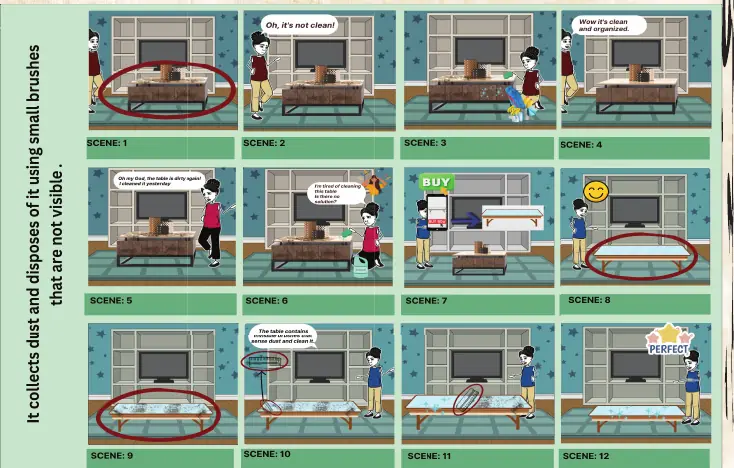 It collects dust and disposes of it using small brushes
that are not visible .
Oh, it's not clean!
Wow it's clean
and organized.
SCENE: 1
SCENE: 2
SCENE: 3
SCENE: 4
Oh my God, the table is dirty again!
I cleaned it yesterday
I'm tired of cleaning
this table
is there no
solution?
BUY
BUY NOW
SCENE: 5
SCENE: 6
SCENE: 7
SCENE: 8
The table contains
sense dust and clean it.
PERFECT
SCENE: 9
SCENE: 10
SCENE: 11
SCENE: 12